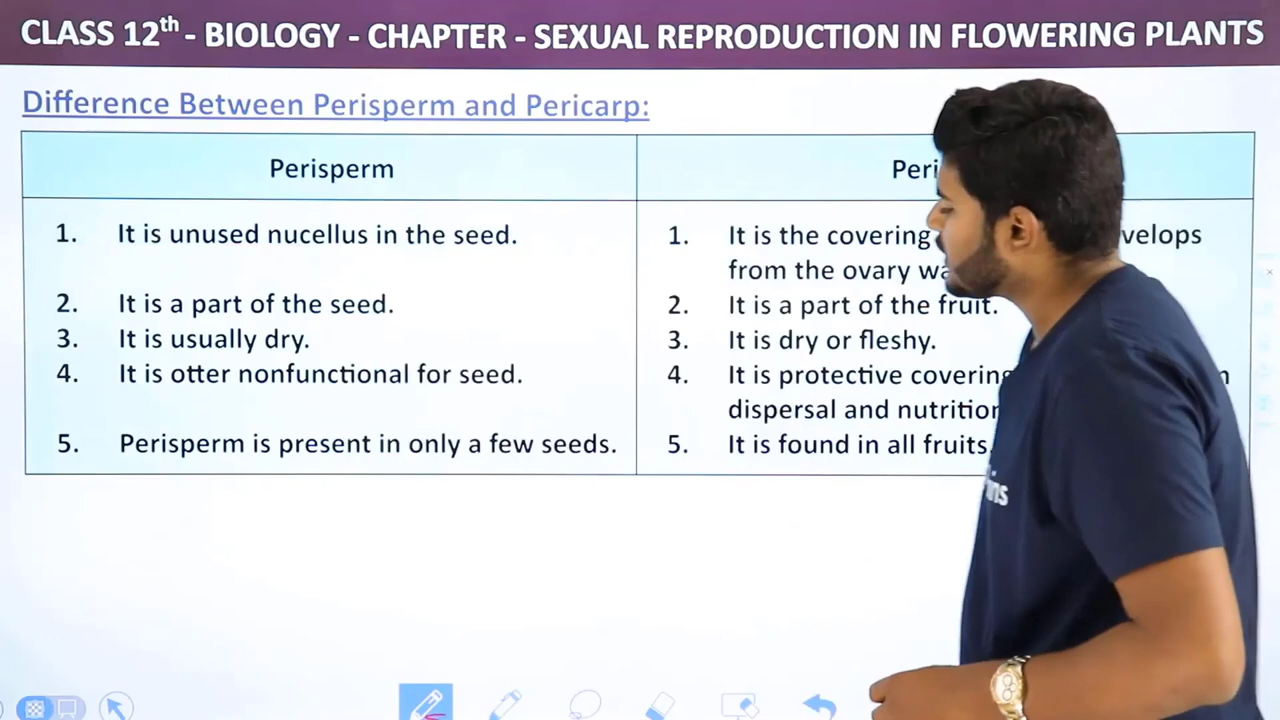 CLASS 12th - BIOLOGY - CHAPTER - SEXUAL REPRODUCTION IN FLOWERING PLANTS
Difference Between Perisperm and Pericarp:
Perisperm
1. It is unused nucellus in the seed.
2. It is a part of the seed.
3. It is usually dry.
4. It is otter nonfunctional for seed.
5. Perisperm is present in only a few seeds.
1. It is the covering
from the ovary
2. It is a part of the fruit.
3. It is dry or fleshy.
4. It is protective covering
dispersal and nutrition
5. It is found in all fruits.